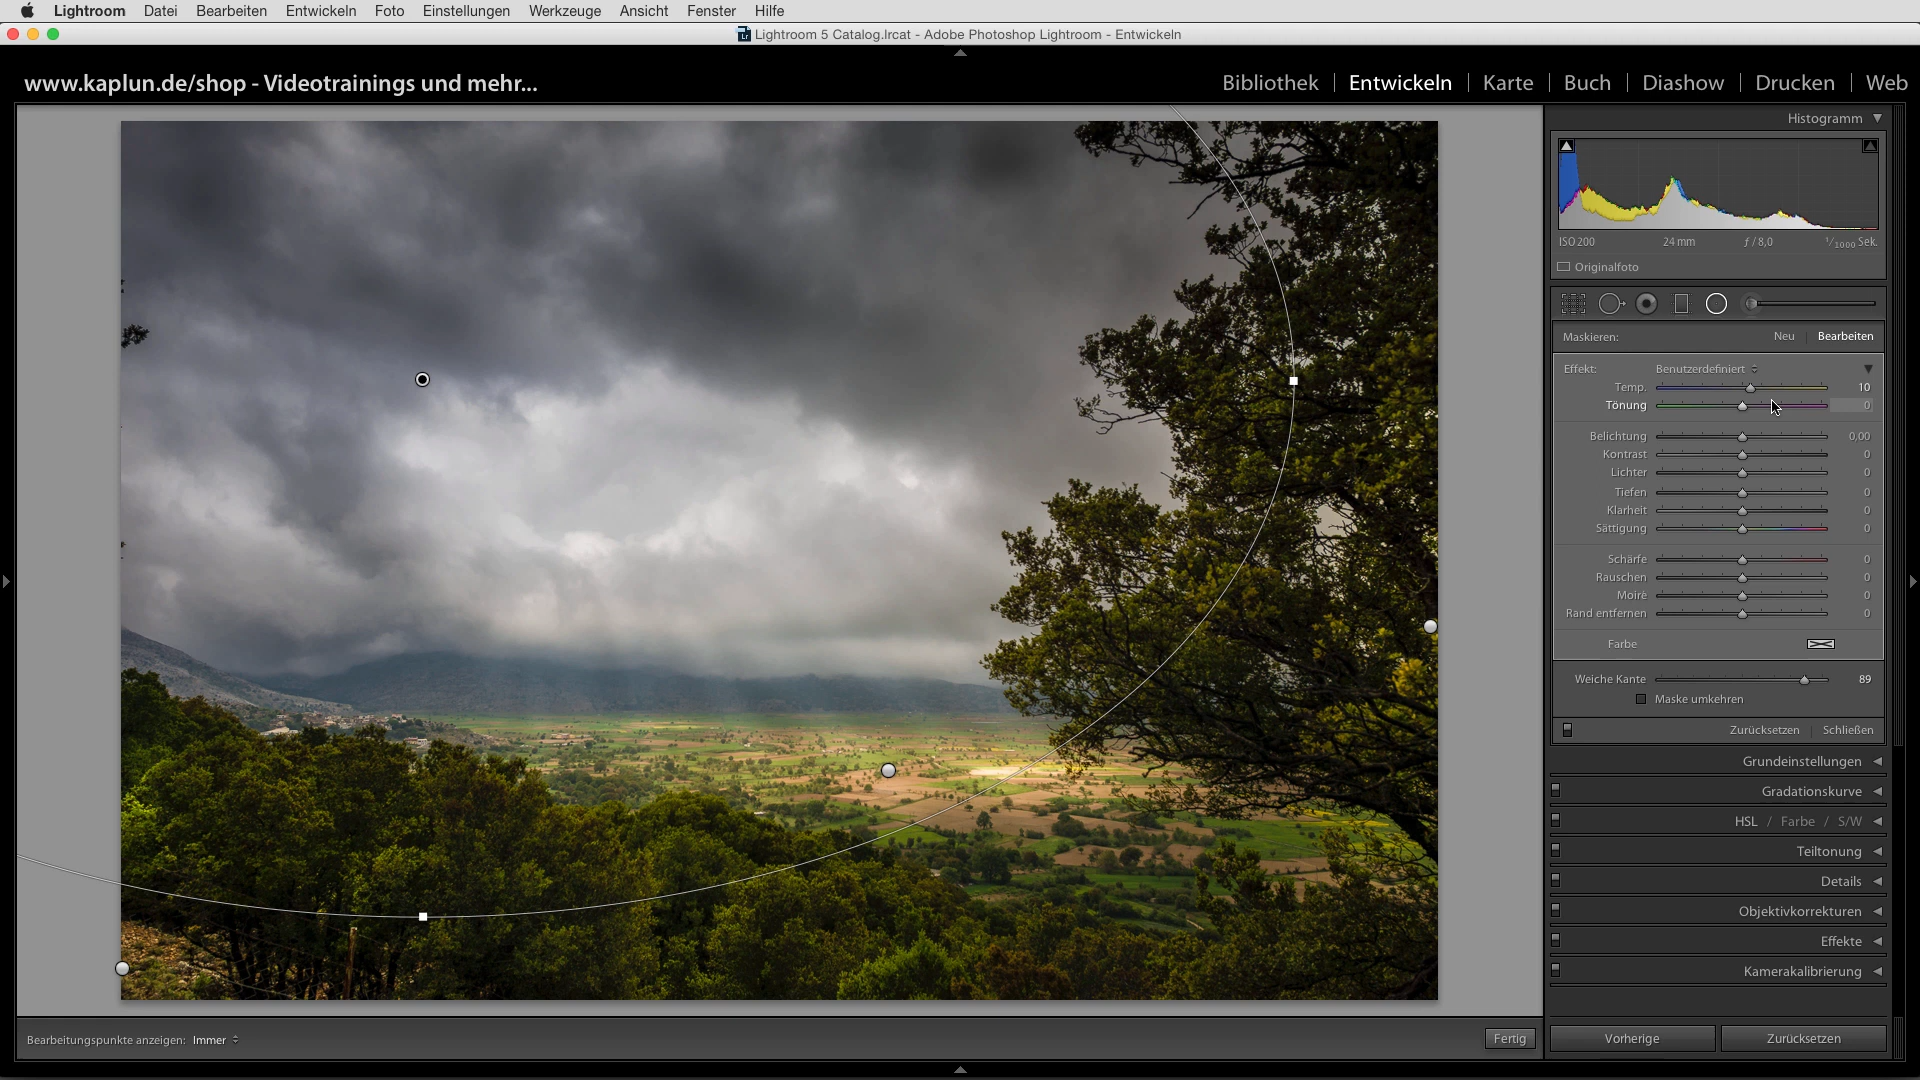 Lightroom Datei Bearbeiten Entwickeln Foto Einstellungen Werkzeuge Ansicht Fenster Hilfe
Lr Lightroom 5 Catalog.lrcat - Adobe Photoshop Lightroom - Entwickeln
www.kaplun.de/shop - Videotrainings und mehr...
Bibliothek | Entwickeln | Karte | Buch | Diashow | Drucken | Web
Histogramm
ISO 200 24 mm f / 8,0 1/1000 Sek.
Originalfoto
Maskieren: Neu | Bearbeiten
Effekt: Benutzerdefiniert
Temp. 10
Tönung 0
Belichtung 0,00
Kontrast 0
Lichter 0
Tiefen 0
Klarheit 0
Sättigung 0
Schärfe 0
Rauschen 0
Moirè 0
Rand entfernen 0
Farbe
Weiche Kante 89
Maske umkehren
Zurücksetzen | Schließen
Grundeinstellungen
Gradationskurve
HSL / Farbe / S/W
Teiltonung
Details
Objektivkorrekturen
Effekte
Kamerakalibrierung
Bearbeitungspunkte anzeigen: Immer
Fertig
Vorherige
Zurücksetzen